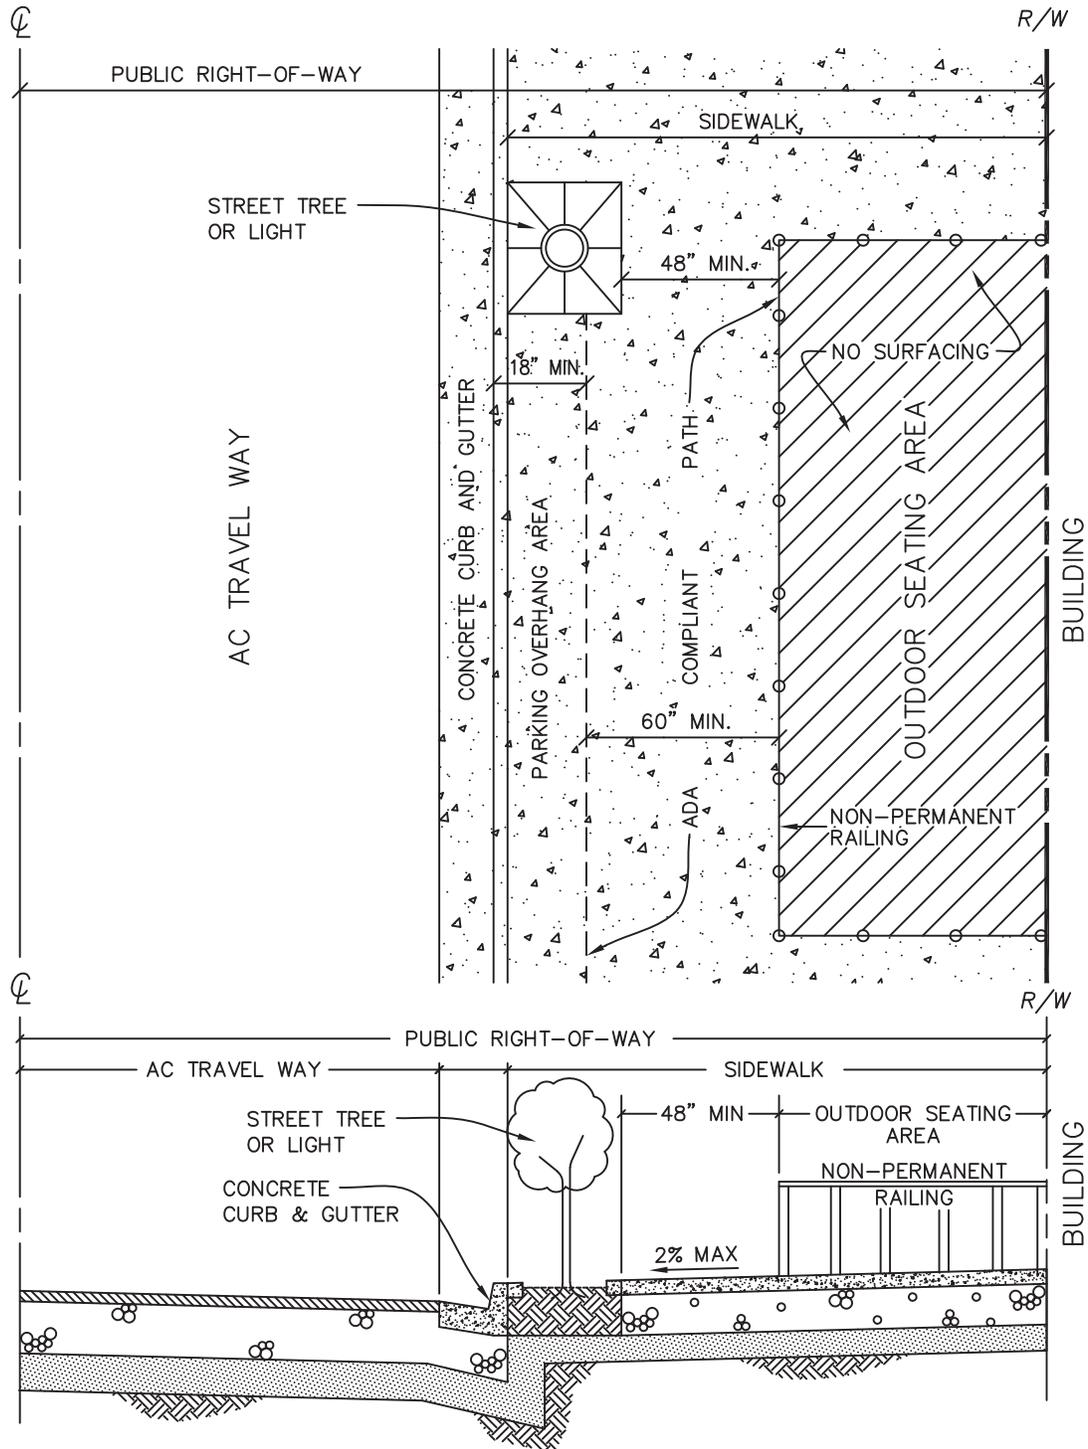 ℄
R/W
PUBLIC RIGHT-OF-WAY
SIDEWALK
STREET TREE
OR LIGHT
48" MIN.
NO SURFACING
18" MIN.
PATH
COMPLIANT
ADA
AC TRAVEL WAY
CONCRETE CURB AND GUTTER
PARKING OVERHANG AREA
OUTDOOR SEATING AREA
BUILDING
60" MIN.
NON-PERMANENT
RAILING
℄
R/W
PUBLIC RIGHT-OF-WAY
AC TRAVEL WAY
SIDEWALK
STREET TREE
OR LIGHT
48" MIN
OUTDOOR SEATING
AREA
NON-PERMANENT
RAILING
CONCRETE
CURB & GUTTER
2% MAX
BUILDING